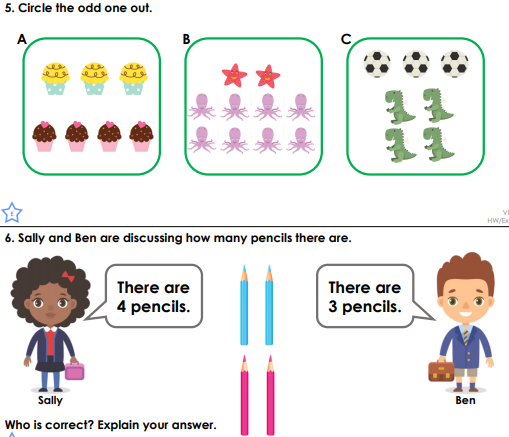 5. Circle the odd one out.
A
B
C
E
6. Sally and Ben are discussing how many pencils there are.
There are
4 pencils.
There are
3 pencils.
Sally
Ben
Who is correct? Explain your answer.